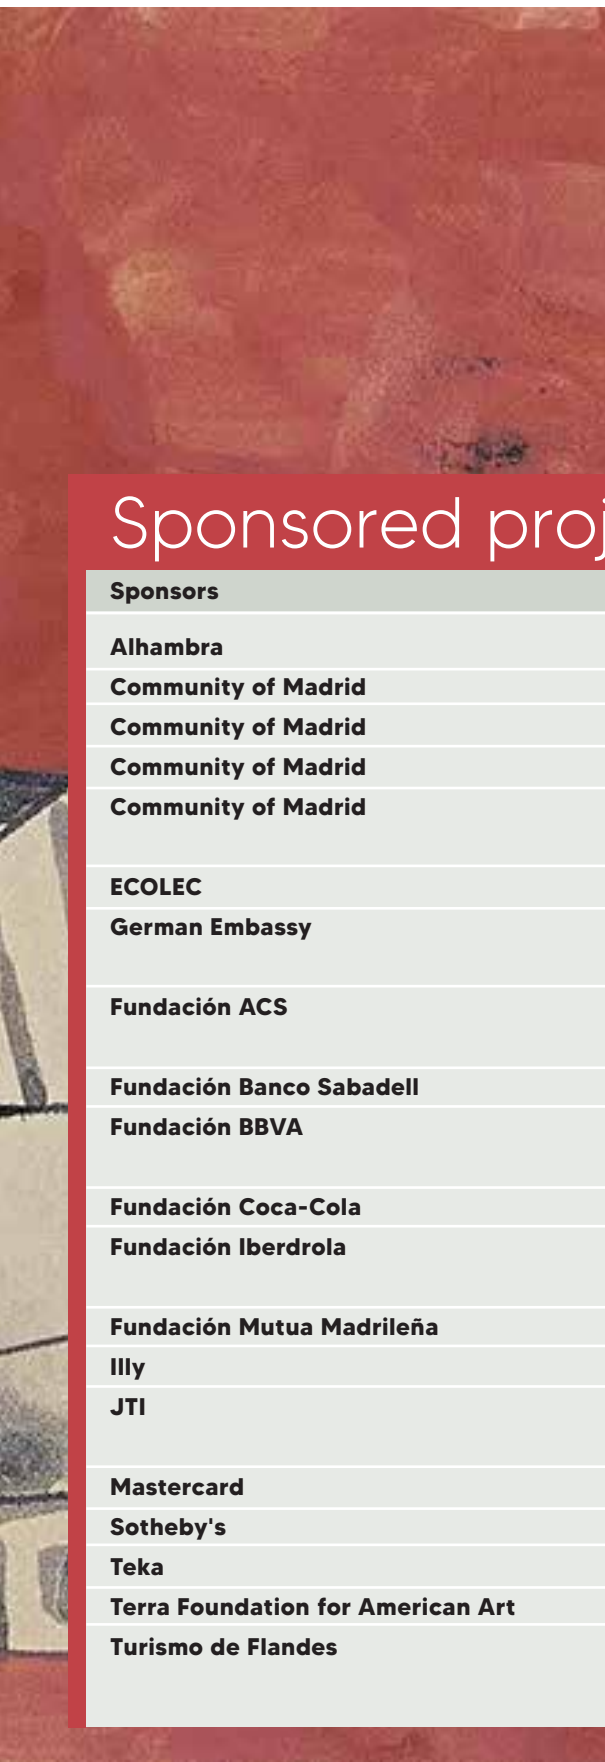 Sponsored proj
Sponsors
Alhambra
Community of Madrid
Community of Madrid
Community of Madrid
Community of Madrid
ECOLEC
German Embassy
Fundación ACS
Fundación Banco Sabadell
Fundación BBVA
Fundación Coca-Cola
Fundación Iberdrola
Fundación Mutua Madrileña
Illy
JTI
Mastercard
Sotheby's
Teka
Terra Foundation for American Art
Turismo de Flandes